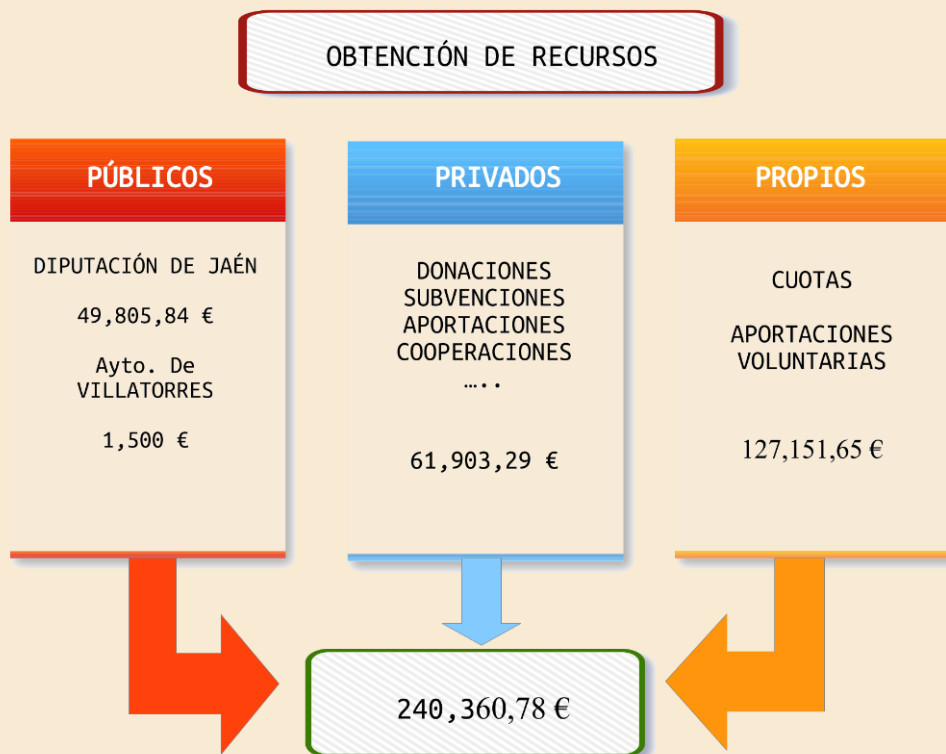 OBTENCIÓN DE RECURSOS
PÚBLICOS
DIPUTACIÓN DE JAÉN
49,805,84 €
Ayto. De
VILLATORRES
1,500 €
PRIVADOS
DONACIONES
SUBVENCIONES
APORTACIONES
COOPERACIONES
…..
61,903,29 €
PROPIOS
CUOTAS
APORTACIONES
VOLUNTARIAS
127,151,65 €
240,360,78 €